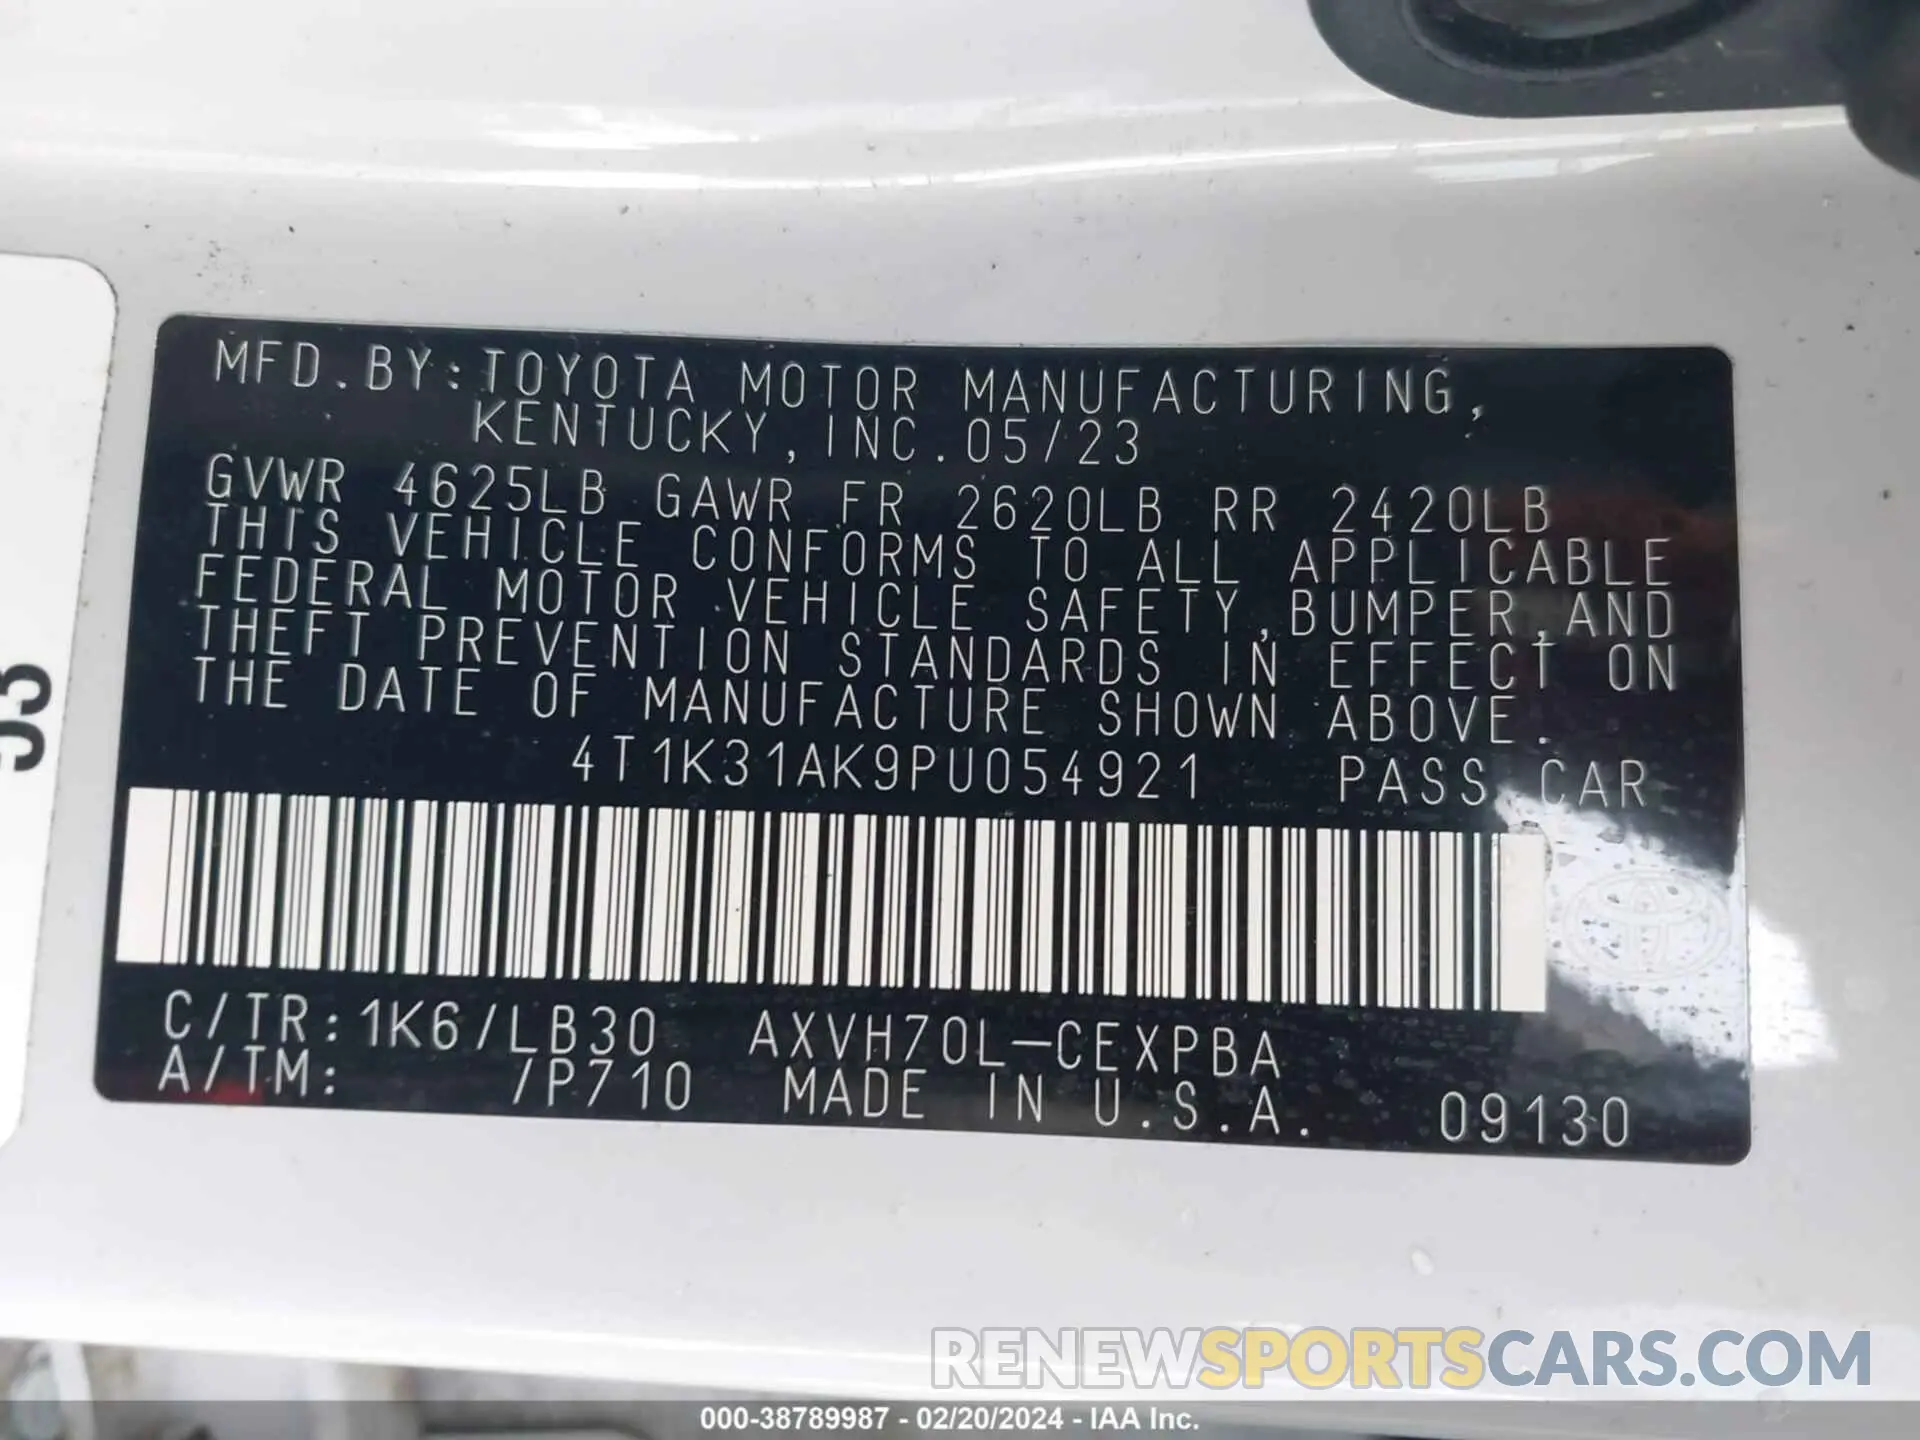 MFD.BY:TOYOTA MOTOR MANUFACTURING,
KENTUCKY,INC.05/23
GVWR 4625LB GAWR FR 2620LB RR 2420LB
THIS VEHICLE CONFORMS TO ALL APPLICABLE
FEDERAL MOTOR VEHICLE SAFETY,BUMPER,AND
THEFT PREVENTION STANDARDS IN EFFECT ON
THE DATE OF MANUFACTURE SHOWN ABOVE.
4T1K31AK9PU054921 PASS CAR
C/TR:1K6/LB30 AXVH70L-CEXPBA
A/TM: /P710 MADE IN U.S.A. 09130
RENEWSPORTSCARS.COM
000-38789987 - 02/20/2024 - IAA Inc.